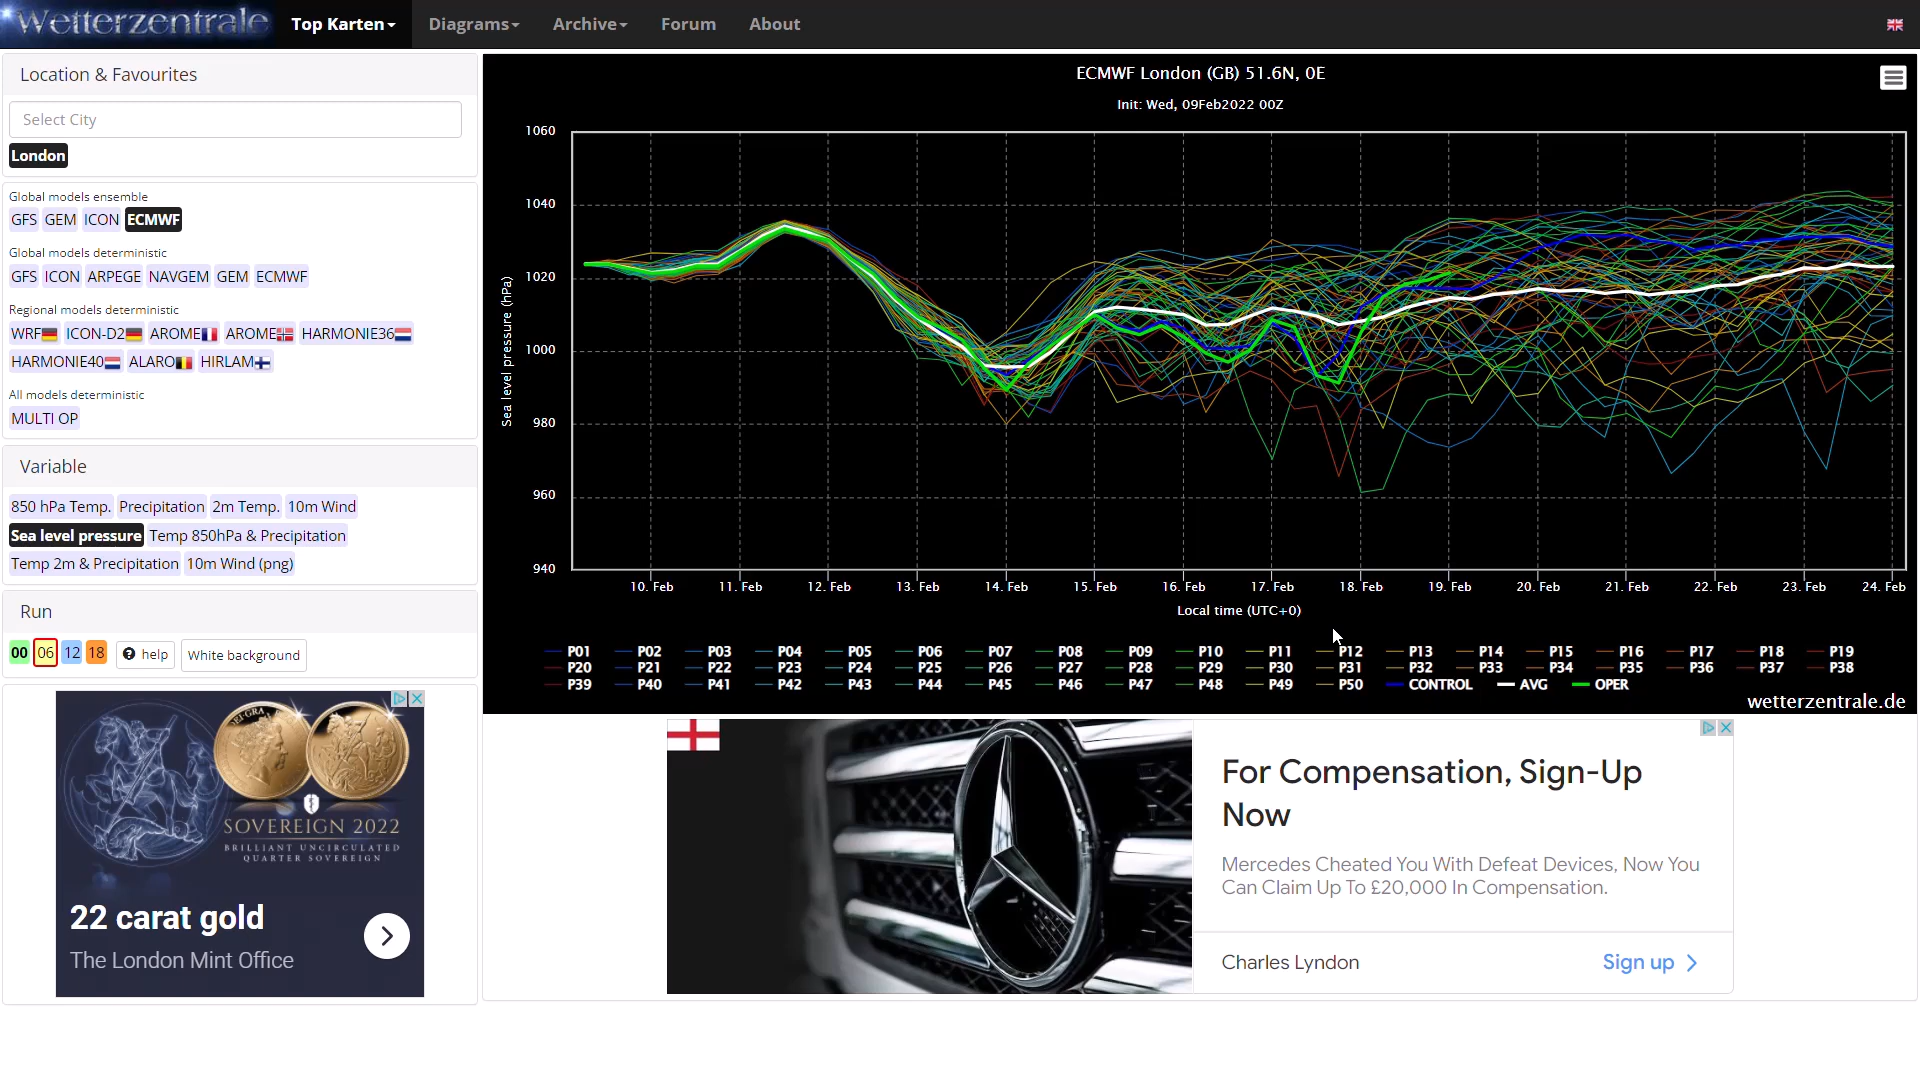 Wetterzentrale
Top Karten
Diagrams
Archive
Forum
About
Location & Favourites
Select City
London
Global models ensemble
GFS GEM ICON ECMWF
Global models deterministic
GFS ICON ARPEGE NAVGEM GEM ECMWF
Regional models deterministic
WRF ICON-D2 AROME AROME HARMONIE36
HARMONIE40 ALARO HIRLAM
All models deterministic
MULTI OP
Variable
850 hPa Temp. Precipitation 2m Temp. 10m Wind
Sea level pressure Temp 850hPa & Precipitation
Temp 2m & Precipitation 10m Wind (png)
Run
00 06 12 18 help White background
SOVEREIGN 2022
BRILLIANT UNCIRCULATED
QUARTER SOVEREIGN
22 carat gold
The London Mint Office
ECMWF London (GB) 51.6N, 0E
Init: Wed, 09Feb2022 00Z
Sea level pressure (hPa)
1060
1040
1020
1000
980
960
940
10. Feb 11. Feb 12. Feb 13. Feb 14. Feb 15. Feb 16. Feb 17. Feb 18. Feb 19. Feb 20. Feb 21. Feb 22. Feb 23. Feb 24. Feb
Local time (UTC+0)
P01 P02 P03 P04 P05 P06 P07 P08 P09 P10 P11 P12 P13 P14 P15 P16 P17 P18 P19
P20 P21 P22 P23 P24 P25 P26 P27 P28 P29 P30 P31 P32 P33 P34 P35 P36 P37 P38
P39 P40 P41 P42 P43 P44 P45 P46 P47 P48 P49 P50 CONTROL AVG OPER
wetterzentrale.de
For Compensation, Sign-Up
Now
Mercedes Cheated You With Defeat Devices, Now You
Can Claim Up To £20,000 In Compensation.
Charles Lyndon
Sign up